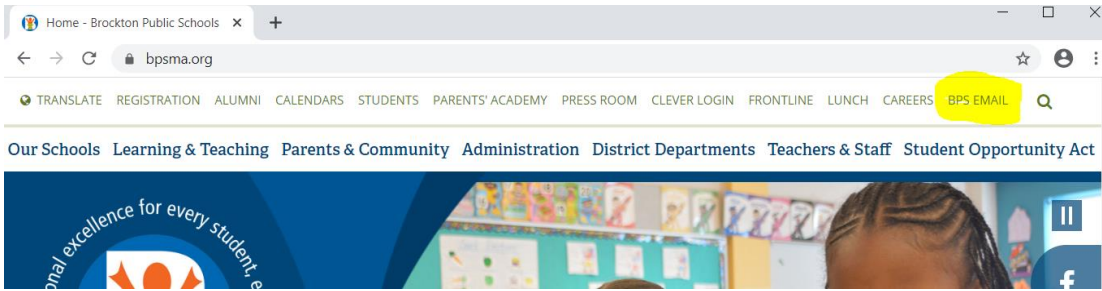 Home - Brockton Public Schools
bpsma.org
TRANSLATE REGISTRATION ALUMNI CALENDARS STUDENTS PARENTS' ACADEMY PRESS ROOM CLEVER LOGIN FRONTLINE LUNCH CAREERS BPS EMAIL
Our Schools Learning & Teaching Parents & Community Administration District Departments Teachers & Staff Student Opportunity Act
excellence for every student,